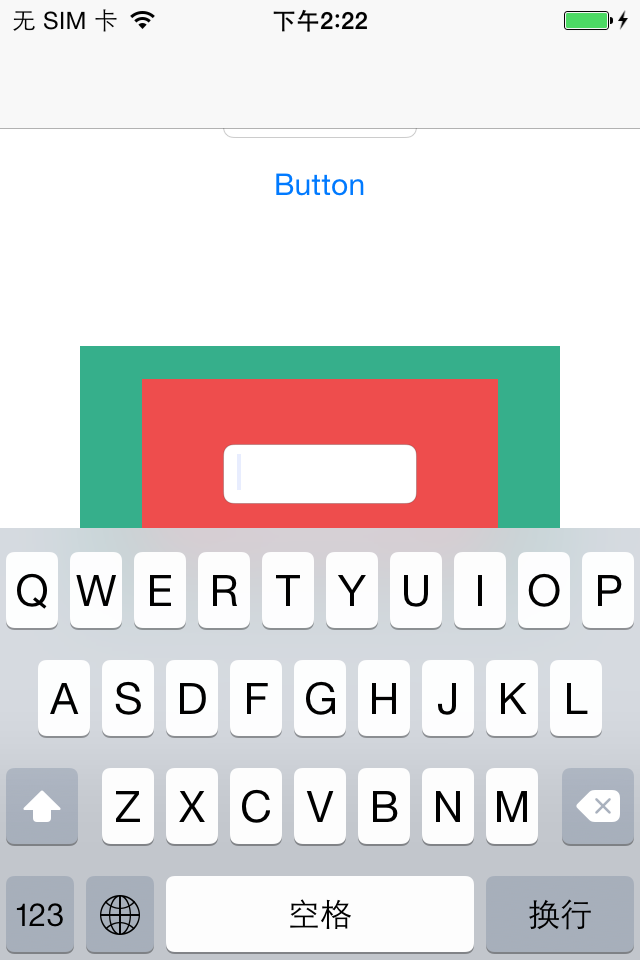 无 SIM 卡 下午2:22
Button
Q W E R T Y U I O P
A S D F G H J K L
Z X C V B N M
123 空格 换行